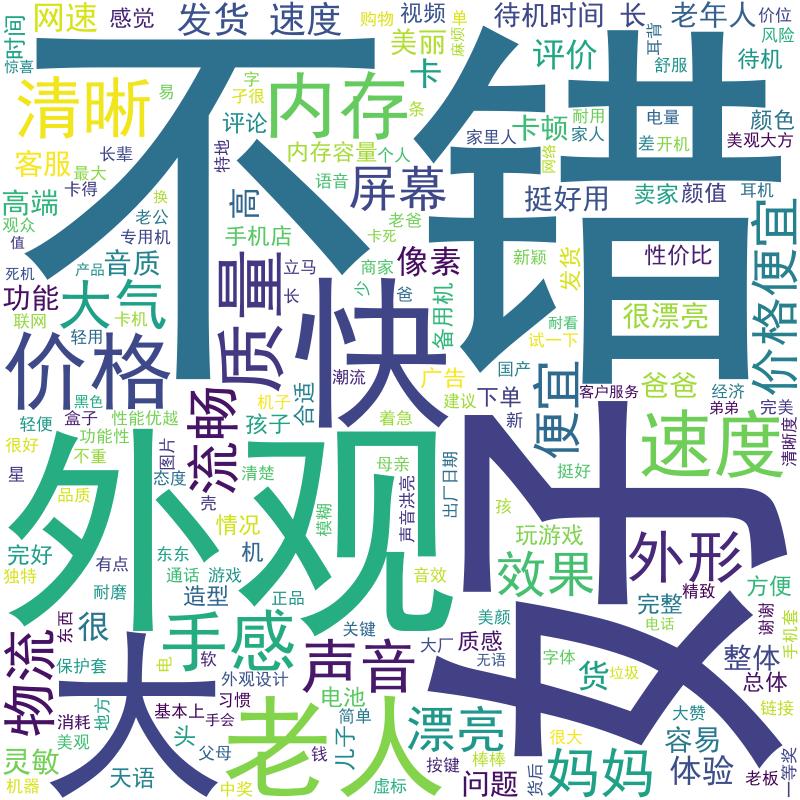 网速
感觉
发货
速度
购物
视频
待机时间
长
老年人
价位
时间
惊喜
美丽
麻烦
单
耳背
风险
不错
清晰
易
内存
卡
评价
舒服
待机
字
孑很
条
卡顿
耐用
家里人
家人
电量
颜色
评论
长辈
特地
客服
最大
内存容量
个人
网络
差
开机
美观大方
卡得
换
语音
屏幕
挺好用
卖家
颜值
耳机
高端
高
老公
观众
老爸
值
专用机
手机店
卡死
新颖
发货
性价比
便宜
价格便宜
音质
立马
商家
像素
死机
产品
功能
大气
质量
长
少
爸
备用机
耐看
很漂亮
联网
卡机
轻用
快
试一下
价格
潮流
广告
国产
客户服务
爸爸
经济
黑色
流畅
机子
合适
建议
下单
弟弟
完美
轻便
盒子
性能优越
孩子
着急
新
清晰度
很好
功能性
不重
图片
速度
星
外观
清楚
母亲
出厂日期
挺好
态度
品质
壳
模糊
声音洪亮
孩
女子
情况
玩游戏
外形
完好
有点
东东
机
独特
通话
游戏
音效
效果
精致
方便
耐磨
造型
正品
美颜
完整
谢谢
东西
很
手感
关键
大厂
质感
电话
手机套
物流
保护套
电
软
声音
无语
字体
垃圾
整体
大
外观设计
货
总体
基本上
习惯
电池
链接
消耗
地方
手会
老人
简单
漂亮
很大
大赞
美观
头
儿子
容易
灵敏
父母
钱
按键
棒棒
妈妈
体验
一等奖
机器
天语
中奖
虚标
问题
货后
老板